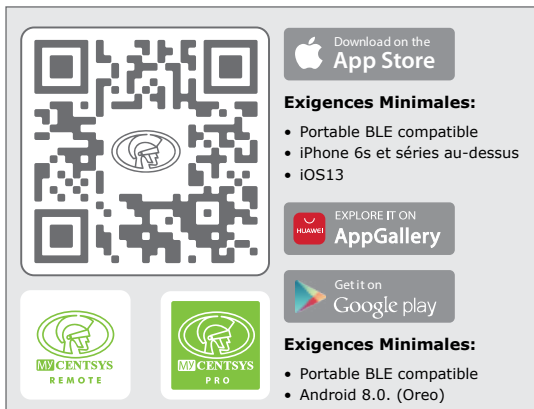 Download on the
App Store
Exigences Minimales:
• Portable BLE compatible
• iPhone 6s et séries au-dessus
• iOS13
HUAWEI
EXPLORE IT ON
AppGallery
Get it on
Google play
Exigences Minimales:
• Portable BLE compatible
• Android 8.0. (Oreo)
MY CENTSYS
REMOTE
MY CENTSYS
PRO